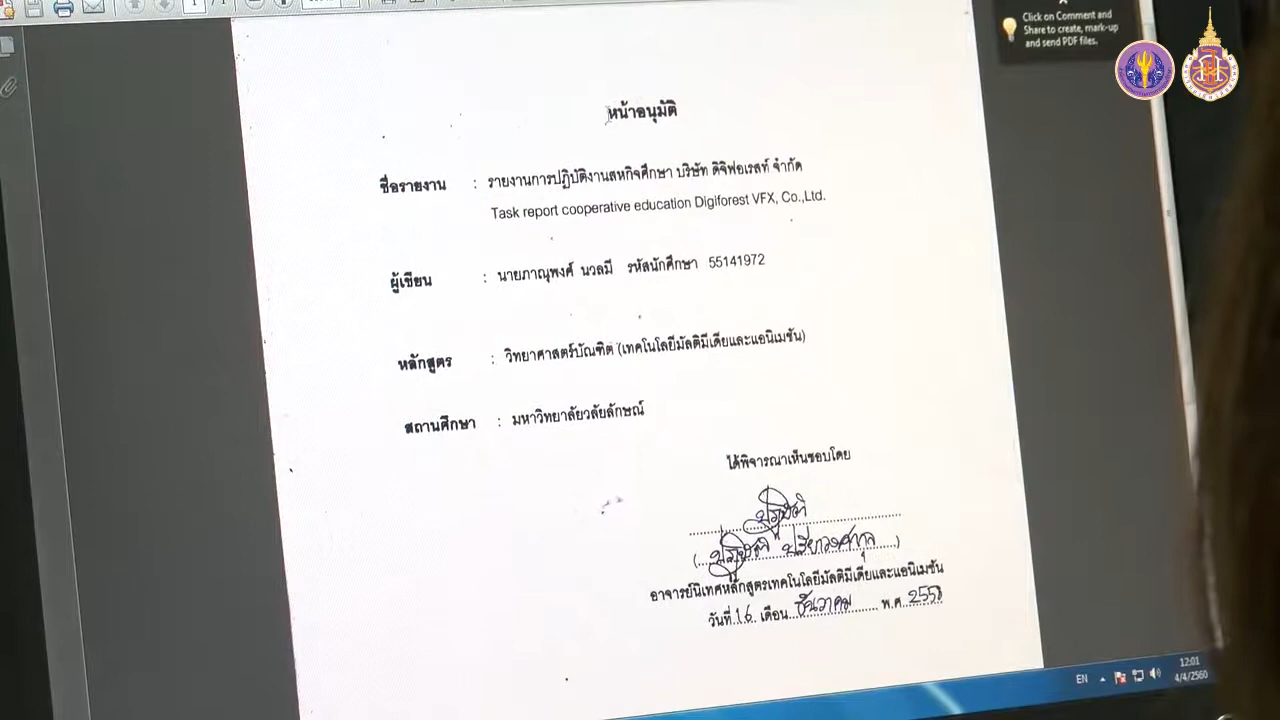 Click on Comment and
Share to create, mark-up
and send PDF files.
หน้าอนุมัติ
ชื่อรายงาน : รายงานการปฏิบัติงานสหกิจศึกษา บริษัท ดิจิฟอเรสท์ จำกัด
Task report cooperative education Digiforest VFX, Co.,Ltd.
ผู้เขียน : นายภาณุพงศ์ นวลมี รหัสนักศึกษา 55141972
หลักสูตร : วิทยาศาสตร์บัณฑิต (เทคโนโลยีมัลติมีเดียและแอนิเมชัน)
สถานศึกษา : มหาวิทยาลัยวลัยลักษณ์
ได้พิจารณาเห็นชอบโดย
อาจารย์นิเทศหลักสูตรเทคโนโลยีมัลติมีเดียและแอนิเมชัน
วันที่ 16 เดือน ธันวาคม พ.ศ. 2558
EN 12:01
4/4/2560